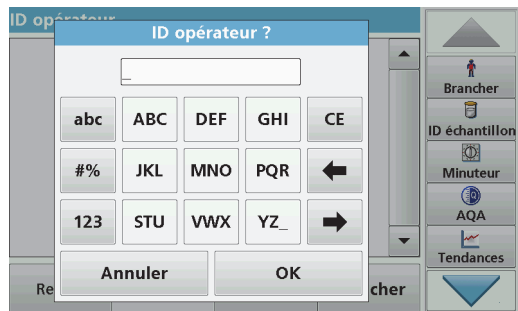 ID opérateur
ID opérateur ?
_
abc ABC DEF GHI CE
#% JKL MNO PQR
123 STU VWX YZ_
Annuler OK
Re cher
Brancher
ID échantillon
Minuteur
AQA
Tendances